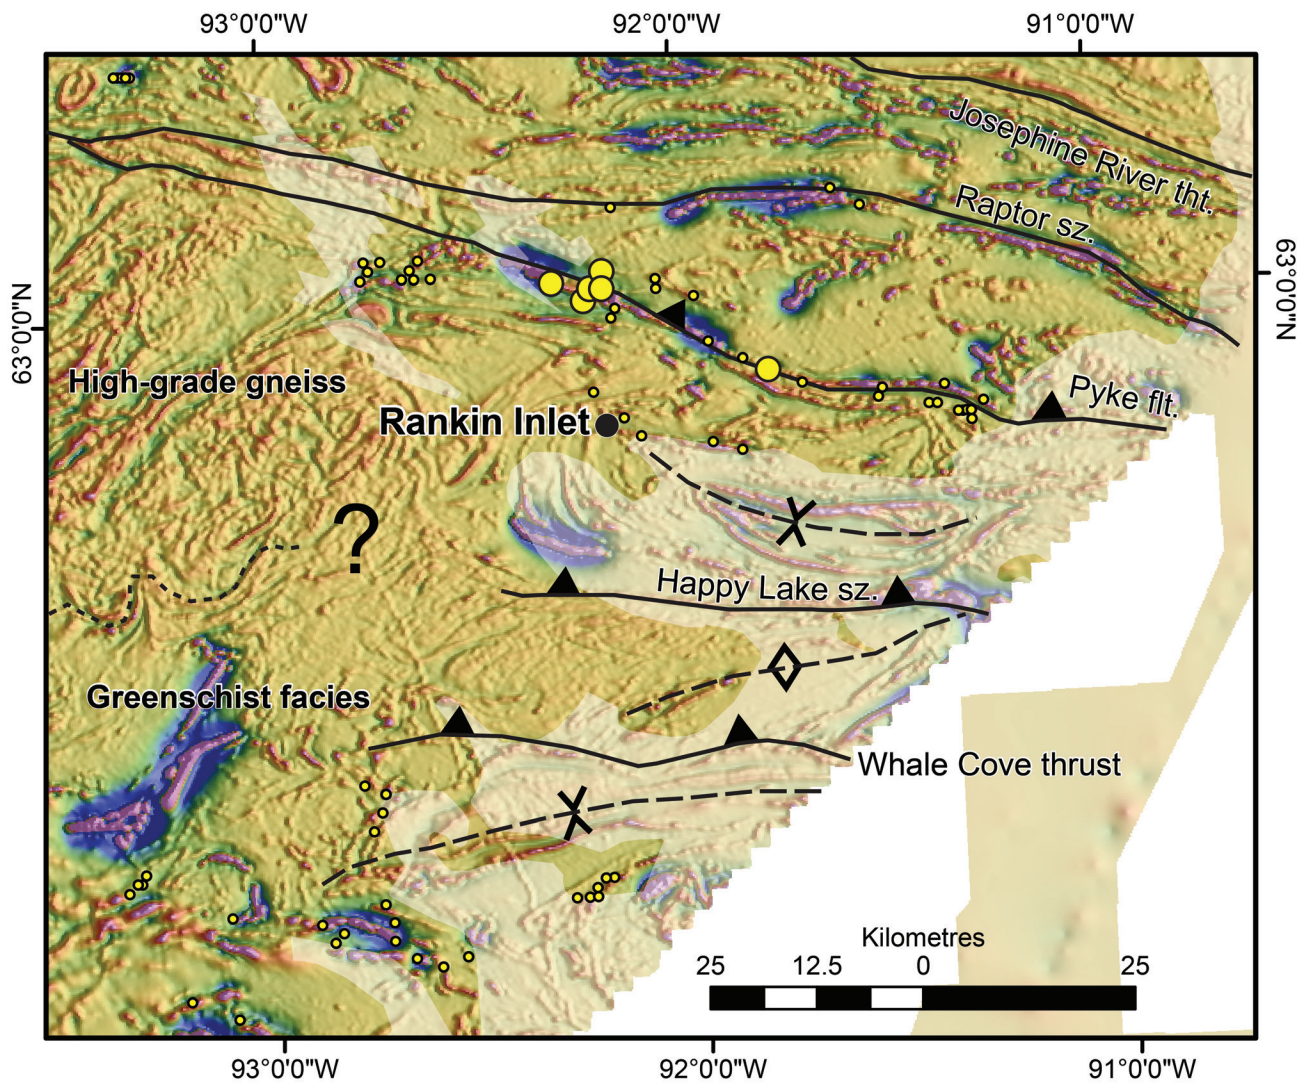 93°0'0"W 92°0'0"W 91°0'0"W
Josephine River tht.
Raptor sz.
63°0'0"N
63°0'0"N
High-grade gneiss
Pyke flt.
Rankin Inlet
?
Happy Lake sz.
Greenschist facies
Whale Cove thrust
Kilometres
25 12.5 0 25
93°0'0"W 92°0'0"W 91°0'0"W